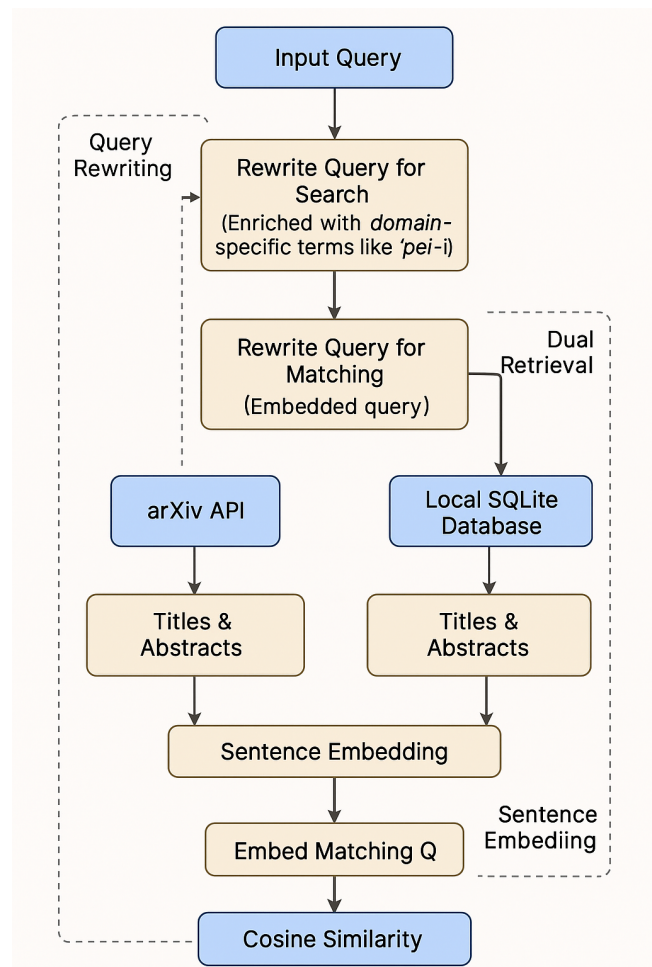 Input Query
Query
Rewriting
Rewrite Query for
Search
(Enriched with domain-
specific terms like ‘pei-i)
Rewrite Query for
Matching
(Embedded query)
Dual
Retrieval
arXiv API
Local SQLite
Database
Titles &
Abstracts
Titles &
Abstracts
Sentence Embedding
Sentence
Embediing
Embed Matching Q
Cosine Similarity